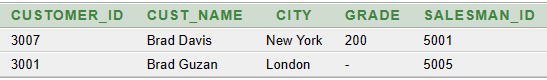 CUSTOMER_ID CUST_NAME CITY GRADE SALESMAN_ID
3007 Brad Davis New York 200 5001
3001 Brad Guzan London - 5005